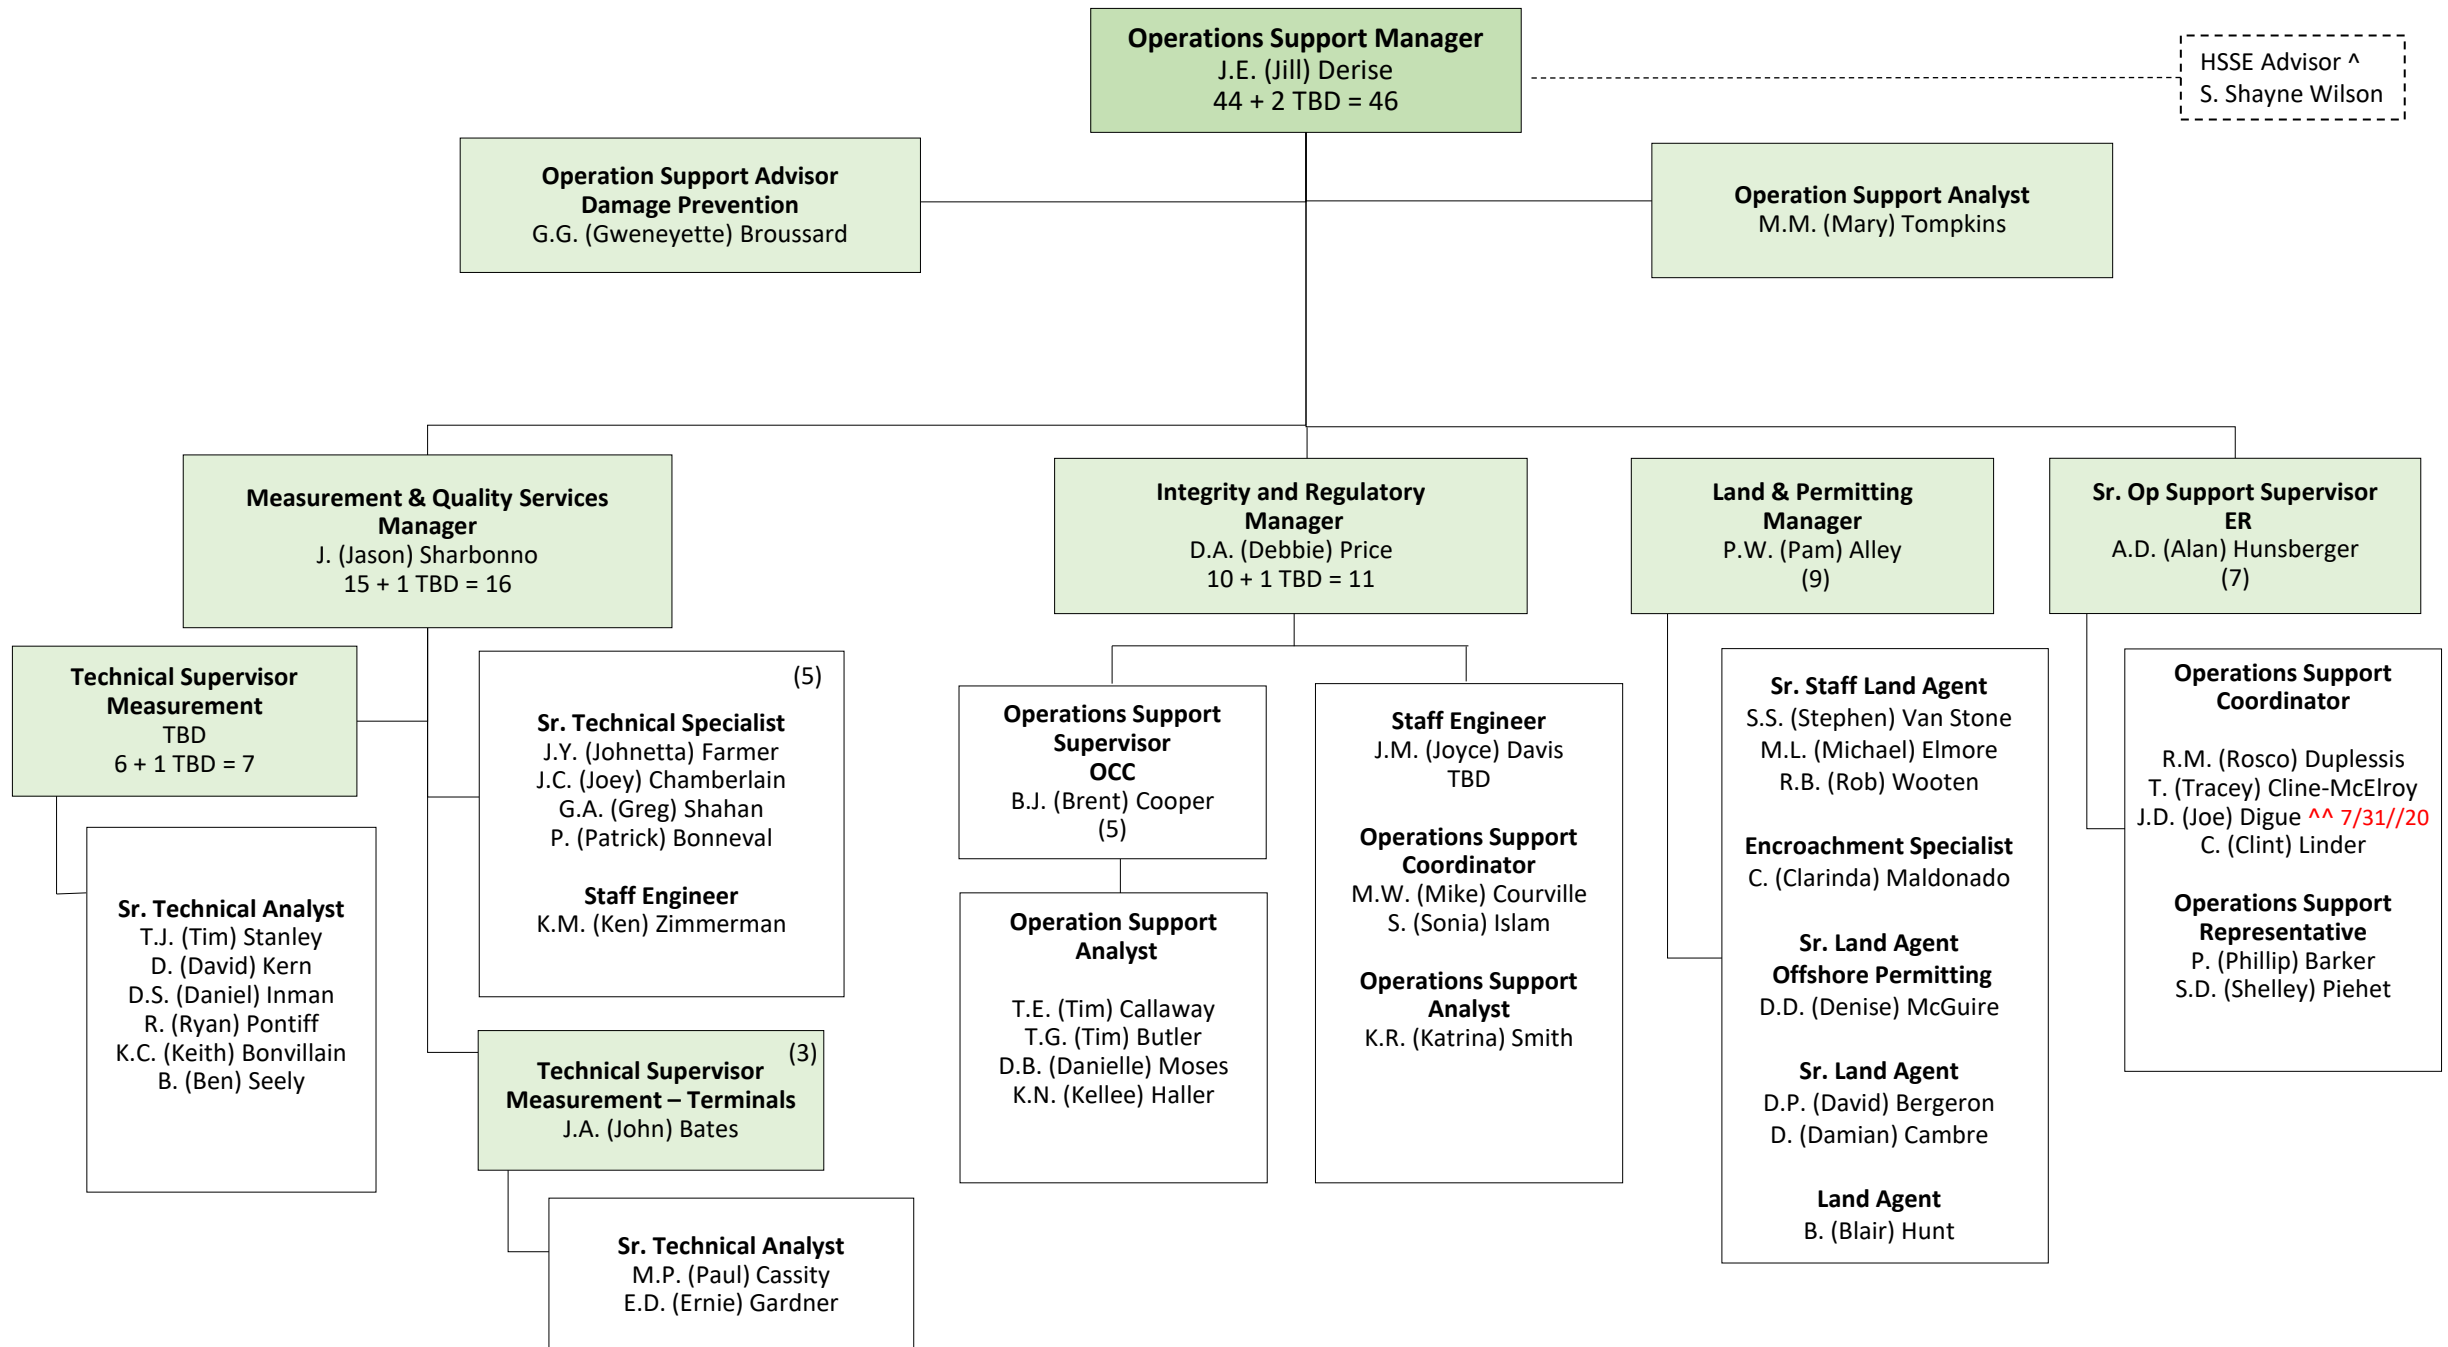 Operations Support Manager
J.E. (Jill) Derise
44 + 2 TBD = 46
HSSE Advisor ^
S. Shayne Wilson
Operation Support Advisor
Damage Prevention
G.G. (Gweneyette) Broussard
Operation Support Analyst
M.M. (Mary) Tompkins
Measurement & Quality Services
Manager
J. (Jason) Sharbonno
15 + 1 TBD = 16
Integrity and Regulatory
Manager
D.A. (Debbie) Price
10 + 1 TBD = 11
Land & Permitting
Manager
P.W. (Pam) Alley
(9)
Sr. Op Support Supervisor
ER
A.D. (Alan) Hunsberger
(7)
Technical Supervisor
Measurement
TBD
6 + 1 TBD = 7
Sr. Technical Analyst
T.J. (Tim) Stanley
D. (David) Kern
D.S. (Daniel) Inman
R. (Ryan) Pontiff
K.C. (Keith) Bonvillain
B. (Ben) Seely
(5)
Sr. Technical Specialist
J.Y. (Johnetta) Farmer
J.C. (Joey) Chamberlain
G.A. (Greg) Shahan
P. (Patrick) Bonneval
Staff Engineer
K.M. (Ken) Zimmerman
(3)
Technical Supervisor
Measurement – Terminals
J.A. (John) Bates
Sr. Technical Analyst
M.P. (Paul) Cassity
E.D. (Ernie) Gardner
Operations Support
Supervisor
OCC
B.J. (Brent) Cooper
(5)
Operation Support
Analyst
T.E. (Tim) Callaway
T.G. (Tim) Butler
D.B. (Danielle) Moses
K.N. (Kellee) Haller
Staff Engineer
J.M. (Joyce) Davis
TBD
Operations Support
Coordinator
M.W. (Mike) Courville
S. (Sonia) Islam
Operations Support
Analyst
K.R. (Katrina) Smith
Sr. Staff Land Agent
S.S. (Stephen) Van Stone
M.L. (Michael) Elmore
R.B. (Rob) Wooten
Encroachment Specialist
C. (Clarinda) Maldonado
Sr. Land Agent
Offshore Permitting
D.D. (Denise) McGuire
Sr. Land Agent
D.P. (David) Bergeron
D. (Damian) Cambre
Land Agent
B. (Blair) Hunt
Operations Support
Coordinator
R.M. (Rosco) Duplessis
T. (Tracey) Cline-McElroy
J.D. (Joe) Digue ^^ 7/31//20
C. (Clint) Linder
Operations Support
Representative
P. (Phillip) Barker
S.D. (Shelley) Piehet